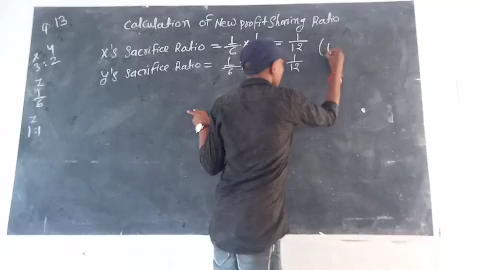 Q.13
Calculation of New Profit Sharing Ratio
X's Sacrifice Ratio = 1/6 × 1 = 1/12 (1
Y's Sacrifice Ratio = 1/6 1/12
X Y
3:2
Z
1/6
Z
1:1